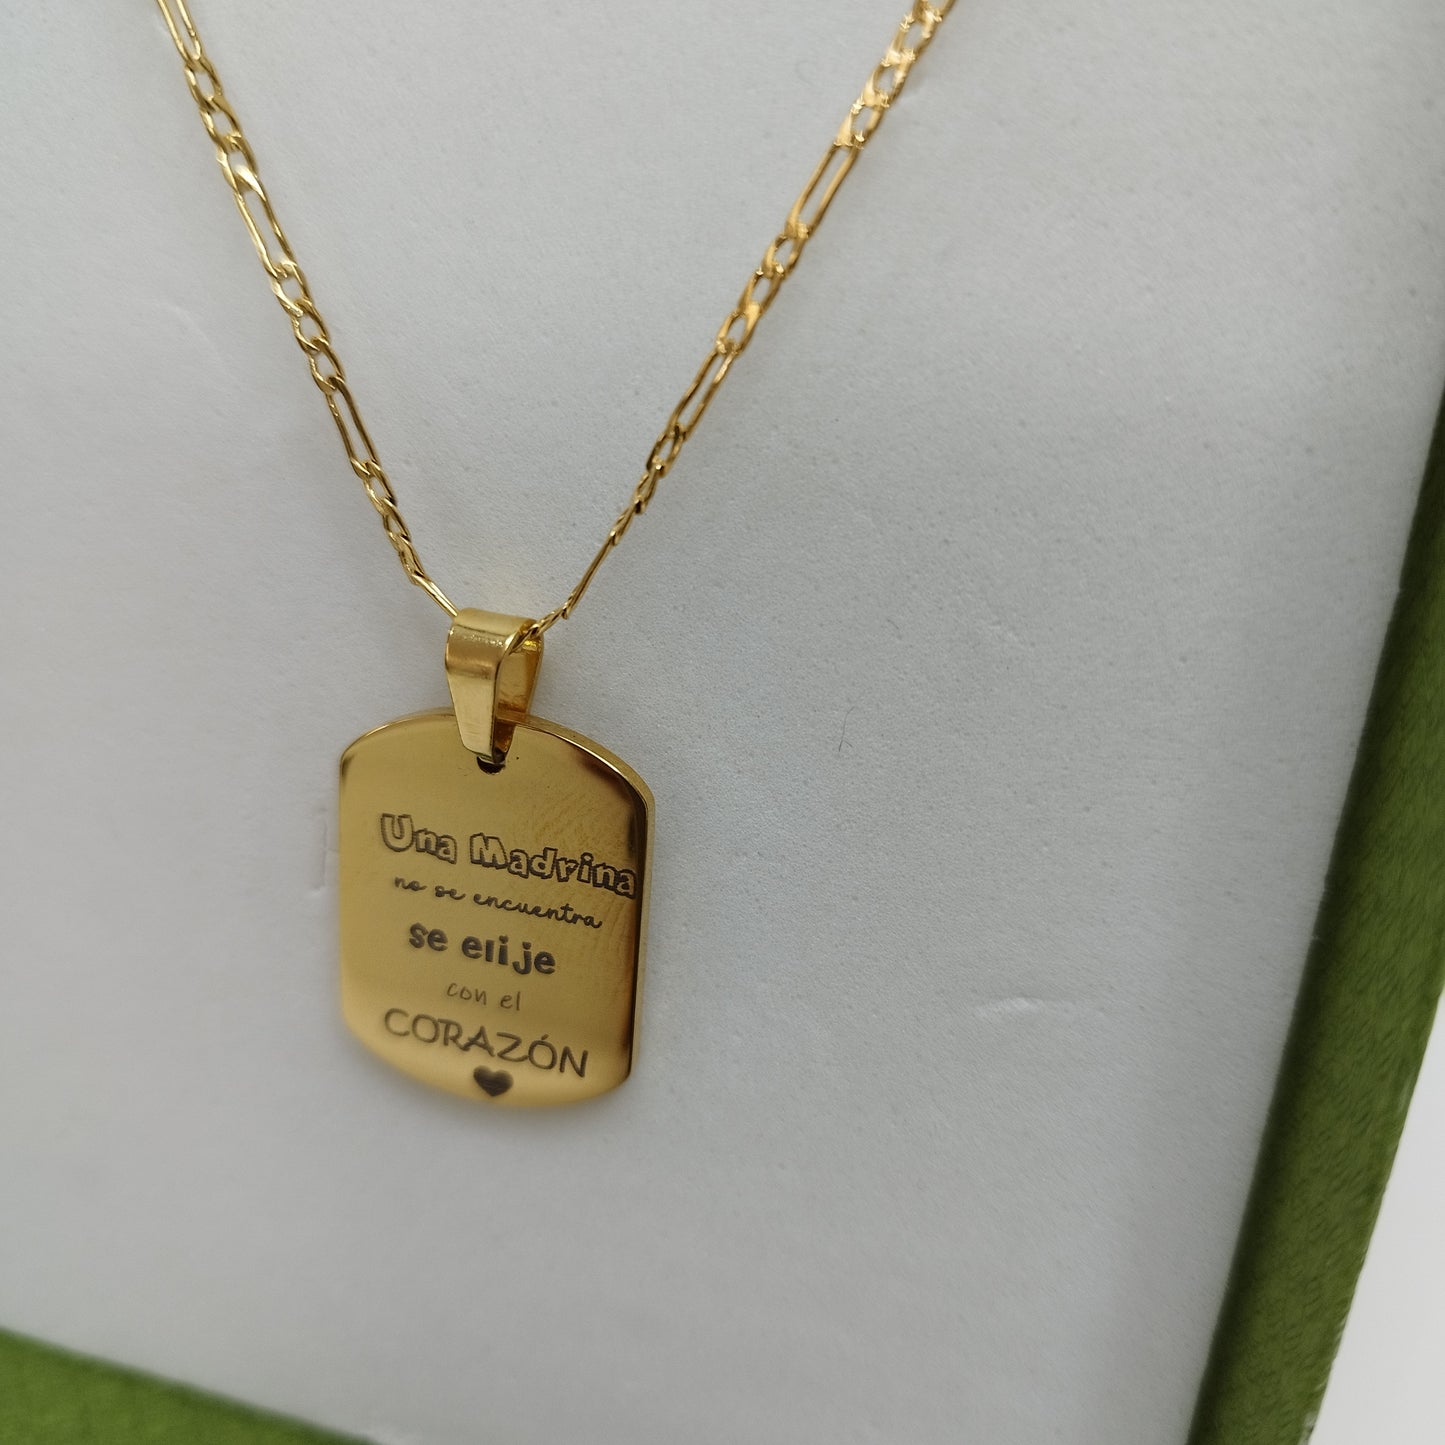 Una Madrina
no se encuentra
se elije
con el
CORAZÓN